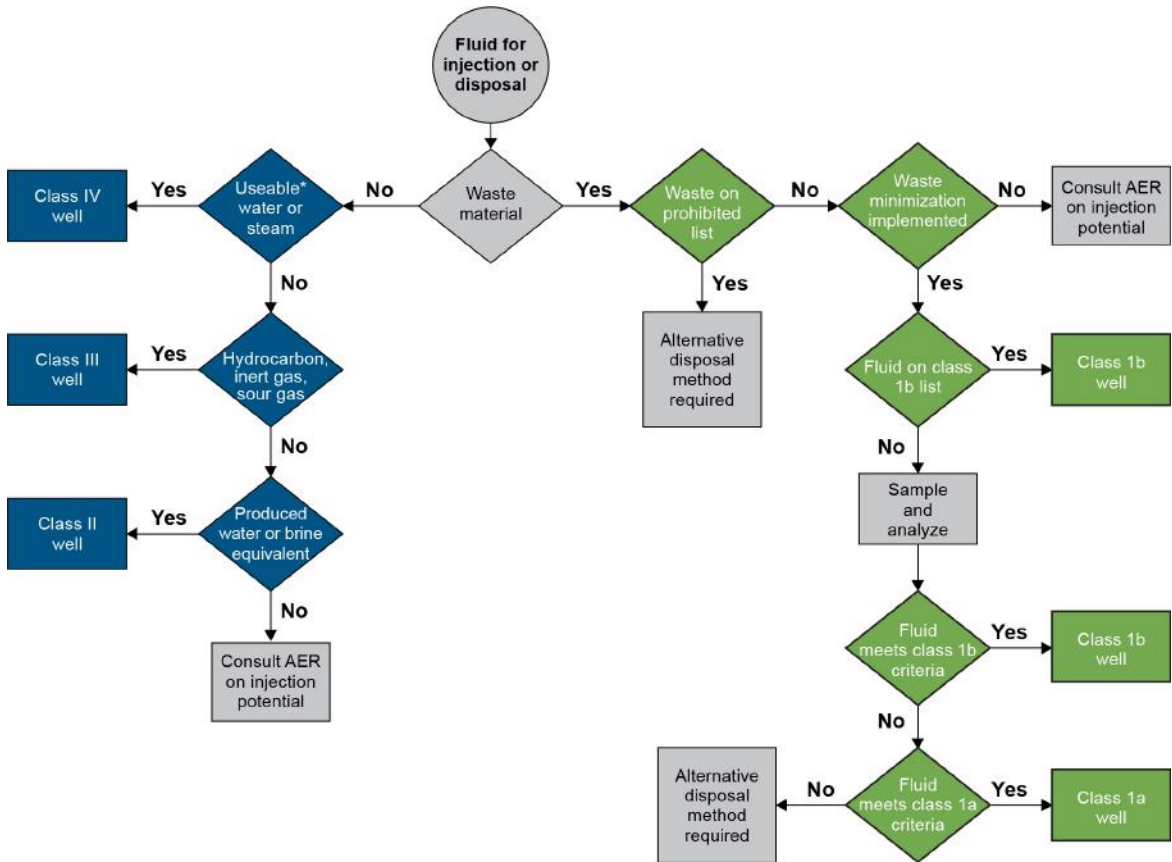 Fluid for
injection or
disposal
Class IV
well
Yes
Useable*
water or
steam
No
Waste
material
Yes
Waste on
prohibited
list
No
Waste
minimization
implemented
No
Consult AER
on injection
potential
No
Yes
Yes
Class III
well
Yes
Hydrocarbon,
inert gas,
sour gas
Alternative
disposal
method
required
Fluid on class
1b list
Yes
Class 1b
well
No
No
Class II
well
Yes
Produced
water or brine
equivalent
Sample
and
analyze
No
Consult AER
on injection
potential
Fluid
meets class 1b
criteria
Yes
Class 1b
well
No
Alternative
disposal
method
required
No
Fluid
meets class 1a
criteria
Yes
Class 1a
well